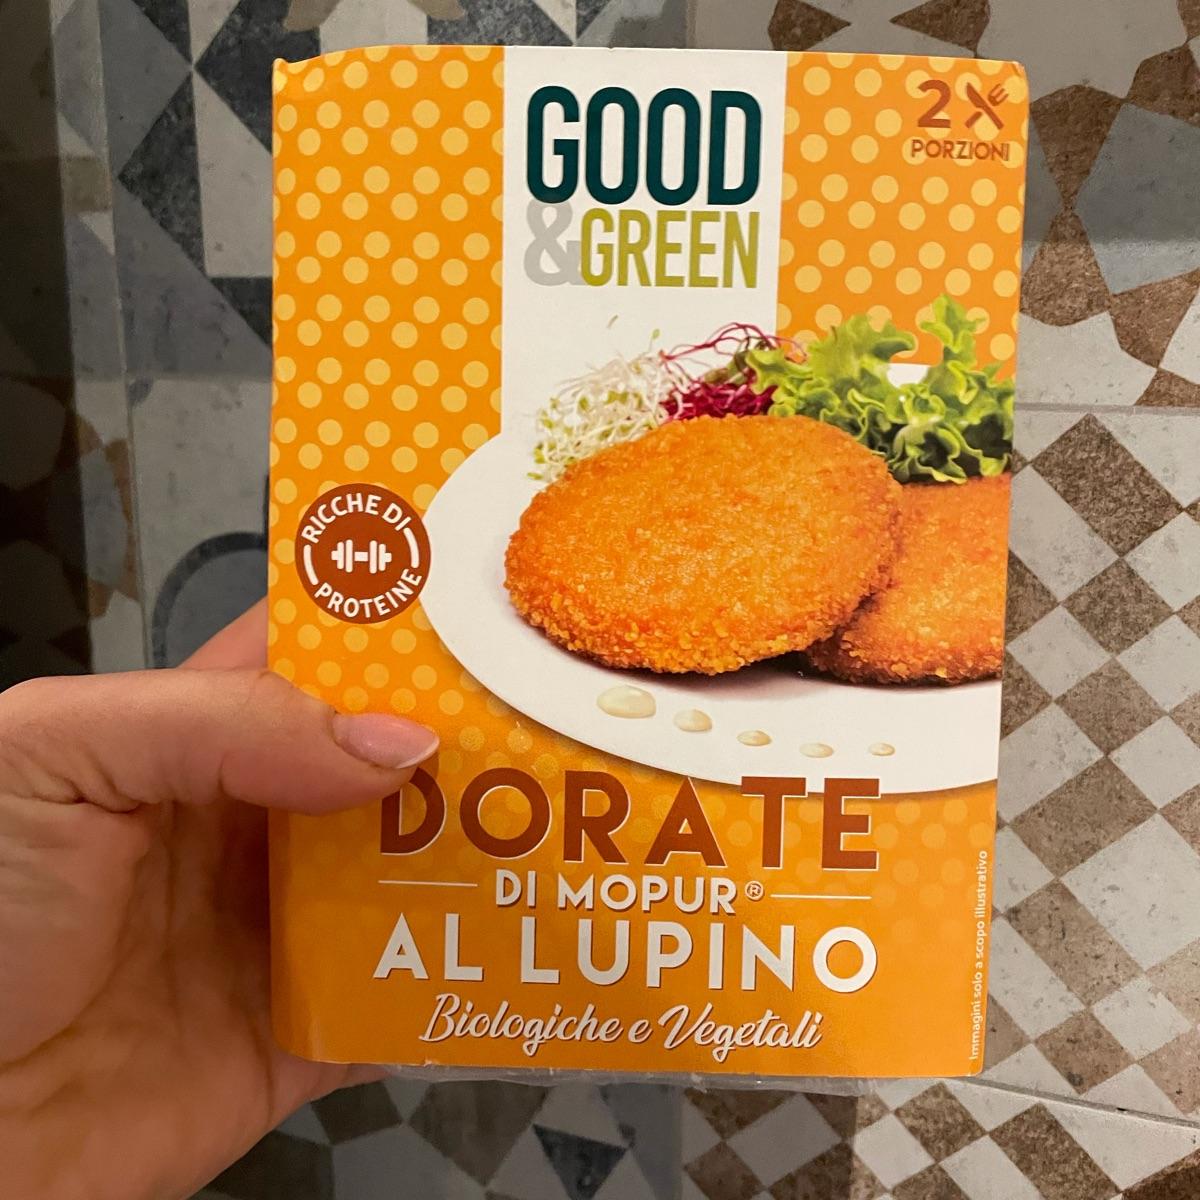 GOOD
&GREEN
2
PORZIONI
RICCHE DI
PROTEINE
DORATE
DI MOPUR®
AL LUPINO
Biologiche e Vegetali
Immagini solo a scopo illustrativo